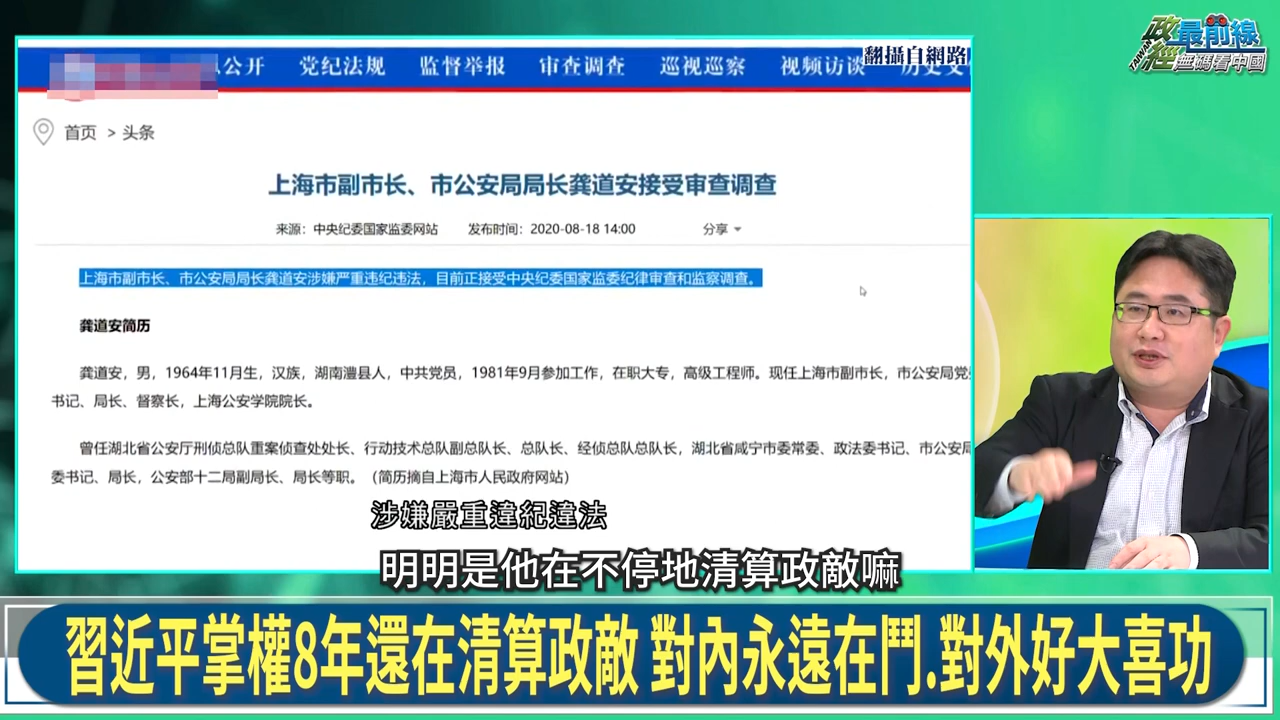 政經最前線
TAIWAN
無碼看中國
翻攝自網路
公开 党纪法规 监督举报 审查调查 巡视巡察 视频访谈 历史文
首页 > 头条
上海市副市长、市公安局局长龚道安接受审查调查
来源：中央纪委国家监委网站 发布时间：2020-08-18 14:00 分享
上海市副市长、市公安局局长龚道安涉嫌严重违纪违法，目前正接受中央纪委国家监委纪律审查和监察调查。
龚道安简历
龚道安，男，1964年11月生，汉族，湖南澧县人，中共党员，1981年9月参加工作，在职大专，高级工程师。现任上海市副市长，市公安局党
书记、局长、督察长，上海公安学院院长。
曾任湖北省公安厅刑侦总队重案侦查处处长、行动技术总队副总队长、总队长、经侦总队总队长，湖北省咸宁市委常委、政法委书记、市公安局
委书记、局长，公安部十二局副局长、局长等职。（简历摘自上海市人民政府网站）
涉嫌嚴重違紀違法
明明是他在不停地清算政敵嘛
習近平掌權8年還在清算政敵 對內永遠在鬥.對外好大喜功